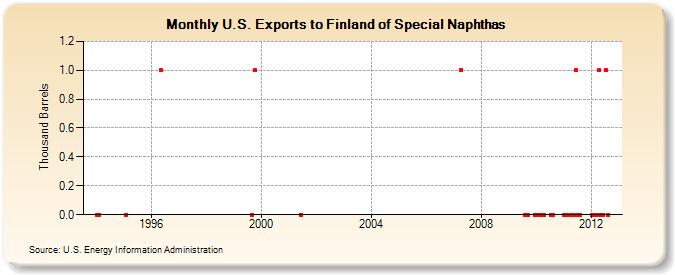 Monthly U.S. Exports to Finland of Special Naphthas
Thousand Barrels
1.2
1.0
0.8
0.6
0.4
0.2
0.0
1996 2000 2004 2008 2012
Source: U.S. Energy Information Administration